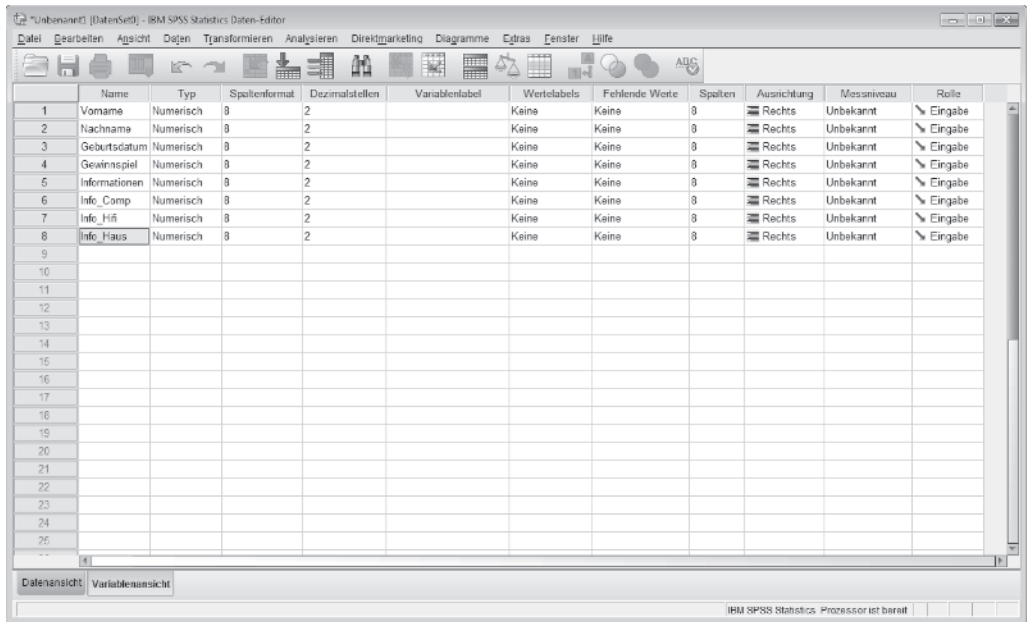 *Unbenannt1 [DatenSet0] - IBM SPSS Statistics Daten-Editor
Datei Bearbeiten Ansicht Daten Transformieren Analysieren Direktmarketing Diagramme Extras Fenster Hilfe
ABC
Name Typ Spaltenformat Dezimalstellen Variablenlabel Wertelabels Fehlende Werte Spalten Ausrichtung Messniveau Rolle
1 Vorname Numerisch 8 2 Keine Keine 8 Rechts Unbekannt Eingabe
2 Nachname Numerisch 8 2 Keine Keine 8 Rechts Unbekannt Eingabe
3 Geburtsdatum Numerisch 8 2 Keine Keine 8 Rechts Unbekannt Eingabe
4 Gewinnspiel Numerisch 8 2 Keine Keine 8 Rechts Unbekannt Eingabe
5 Informationen Numerisch 8 2 Keine Keine 8 Rechts Unbekannt Eingabe
6 Info_Comp Numerisch 8 2 Keine Keine 8 Rechts Unbekannt Eingabe
7 Info_Hifi Numerisch 8 2 Keine Keine 8 Rechts Unbekannt Eingabe
8 Info_Haus Numerisch 8 2 Keine Keine 8 Rechts Unbekannt Eingabe
9
10
11
12
13
14
15
16
17
18
19
20
21
22
23
24
25
Datenansicht Variablenansicht
IBM SPSS Statistics Prozessor ist bereit